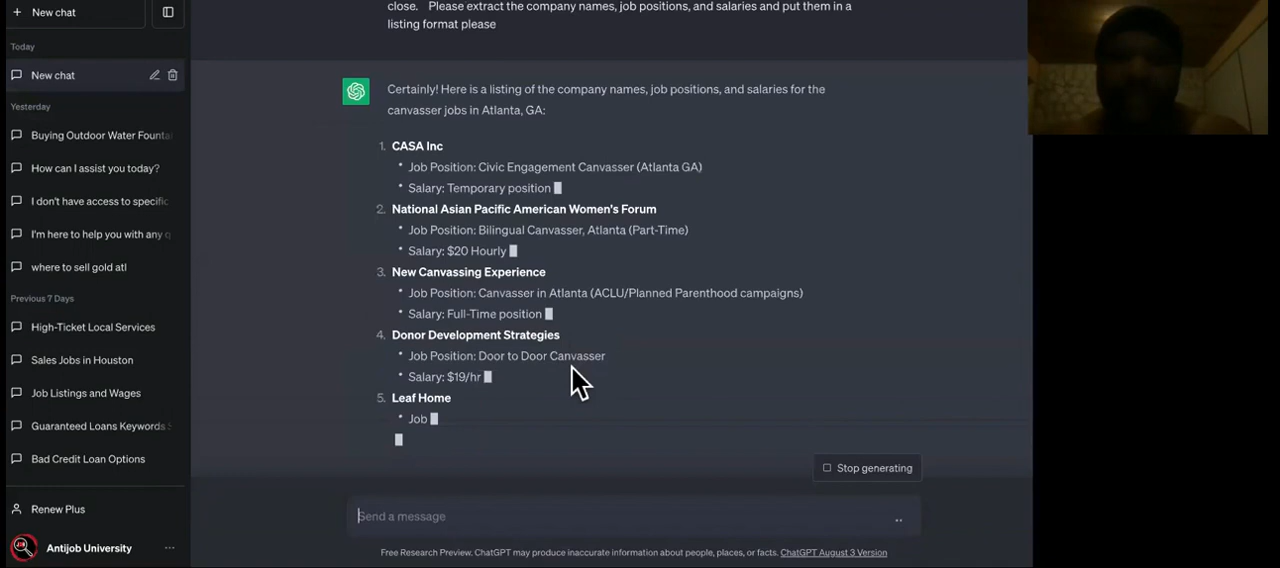 New chat
Today
New chat
Yesterday
Buying Outdoor Water Founta
How can I assist you today?
I don't have access to specific
I'm here to help you with any q
where to sell gold atl
Previous 7 Days
High-Ticket Local Services
Sales Jobs in Houston
Job Listings and Wages
Guaranteed Loans Keywords S
Bad Credit Loan Options
Renew Plus
Antijob University
close. Please extract the company names, job positions, and salaries and put them in a
listing format please
Certainly! Here is a listing of the company names, job positions, and salaries for the
canvasser jobs in Atlanta, GA:
1. CASA Inc
• Job Position: Civic Engagement Canvasser (Atlanta GA)
• Salary: Temporary position
2. National Asian Pacific American Women's Forum
• Job Position: Bilingual Canvasser, Atlanta (Part-Time)
• Salary: $20 Hourly
3. New Canvassing Experience
• Job Position: Canvasser in Atlanta (ACLU/Planned Parenthood campaigns)
• Salary: Full-Time position
4. Donor Development Strategies
• Job Position: Door to Door Canvasser
• Salary: $19/hr
5. Leaf Home
• Job
Stop generating
Send a message
Free Research Preview. ChatGPT may produce inaccurate information about people, places, or facts. ChatGPT August 3 Version